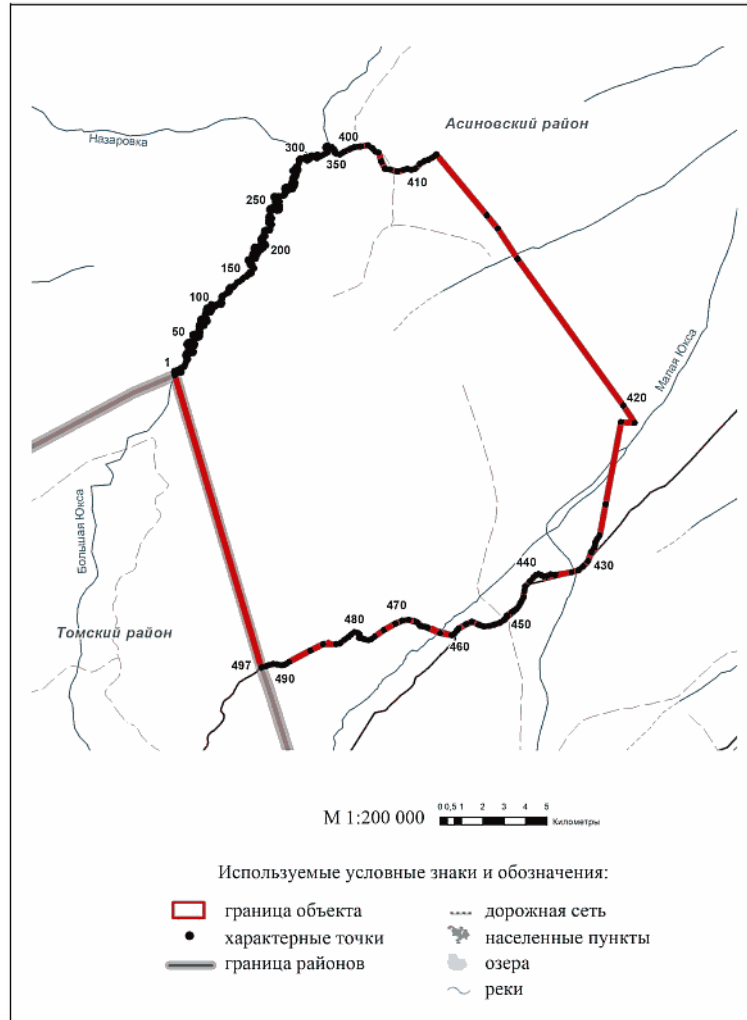 Асиновский район
Назаровка
300
400
350
410
250
200
150
100
50
1
Малая Юкса
420
Большая Юкса
430
440
450
460
470
480
Томский район
497
490
М 1:200 000
0 0,5 1 2 3 4 5
Километры
Используемые условные знаки и обозначения:
граница объекта
дорожная сеть
характерные точки
населенные пункты
граница районов
озера
реки